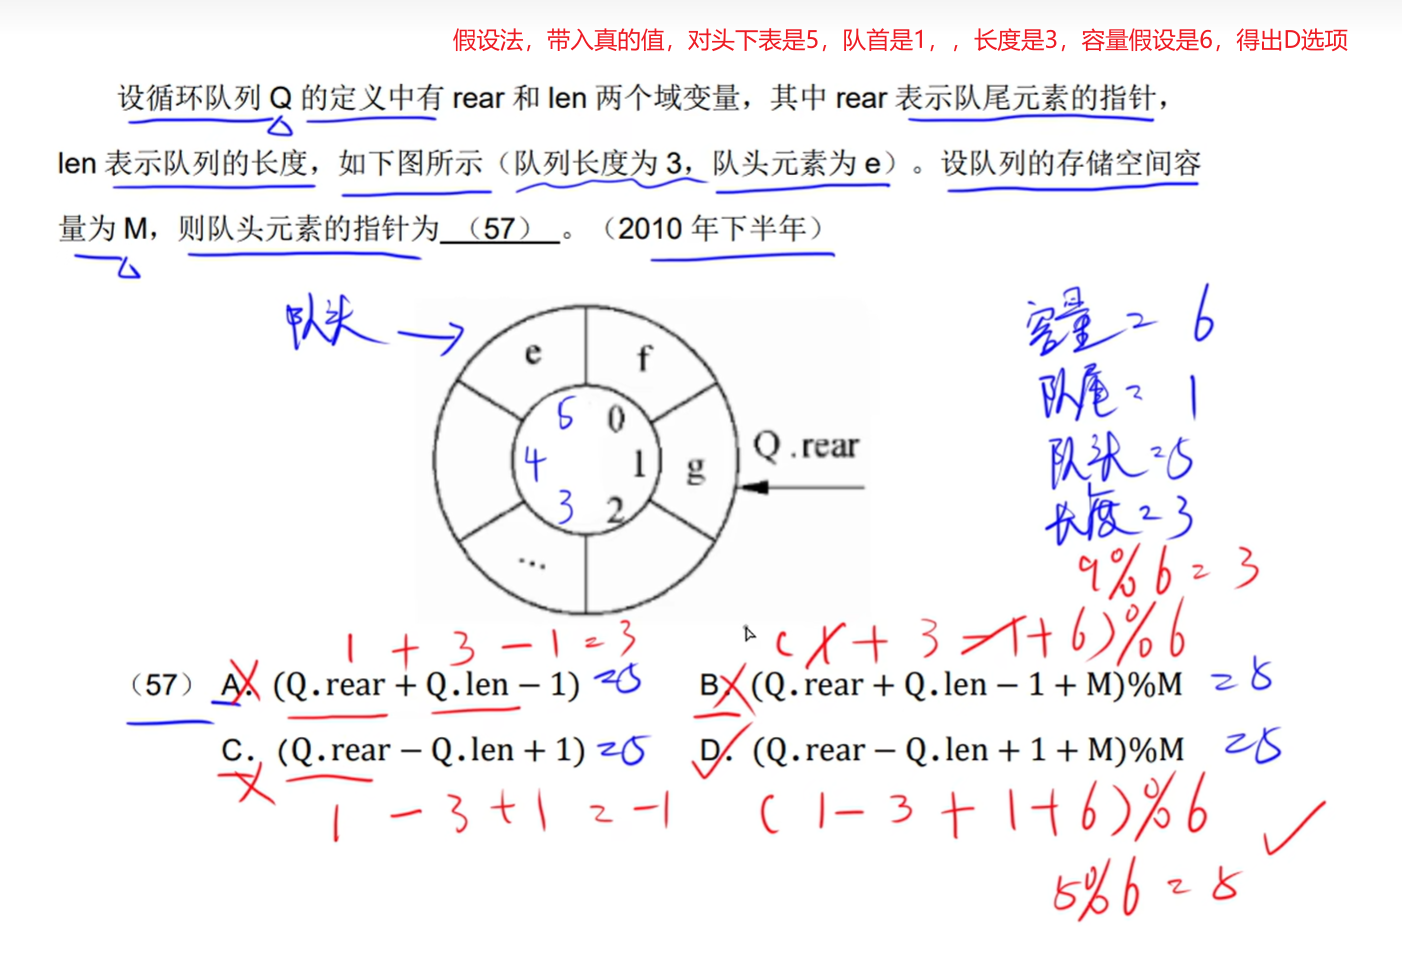 假设法，带入真的值，对头下表是5，队首是1，，长度是3，容量假设是6，得出D选项
设循环队列 Q 的定义中有 rear 和 len 两个域变量，其中 rear 表示队尾元素的指针，
len 表示队列的长度，如下图所示（队列长度为 3，队头元素为 e）。设队列的存储空间容
量为 M，则队头元素的指针为（57）。（2010 年下半年）
队头
e f
容量=6
队尾=1
5 0
4 1 g
Q.rear
队头=5
3 2
长度=3
...
9%6=3
1+3-1=3
(1+3-1+6)%6
（57） A. (Q.rear + Q.len − 1) =5
B. (Q.rear + Q.len − 1 + M)%M =5
C. (Q.rear − Q.len + 1) =5
D. (Q.rear − Q.len + 1 + M)%M =5
1-3+1=-1
(1-3+1+6)%6
5%6=5